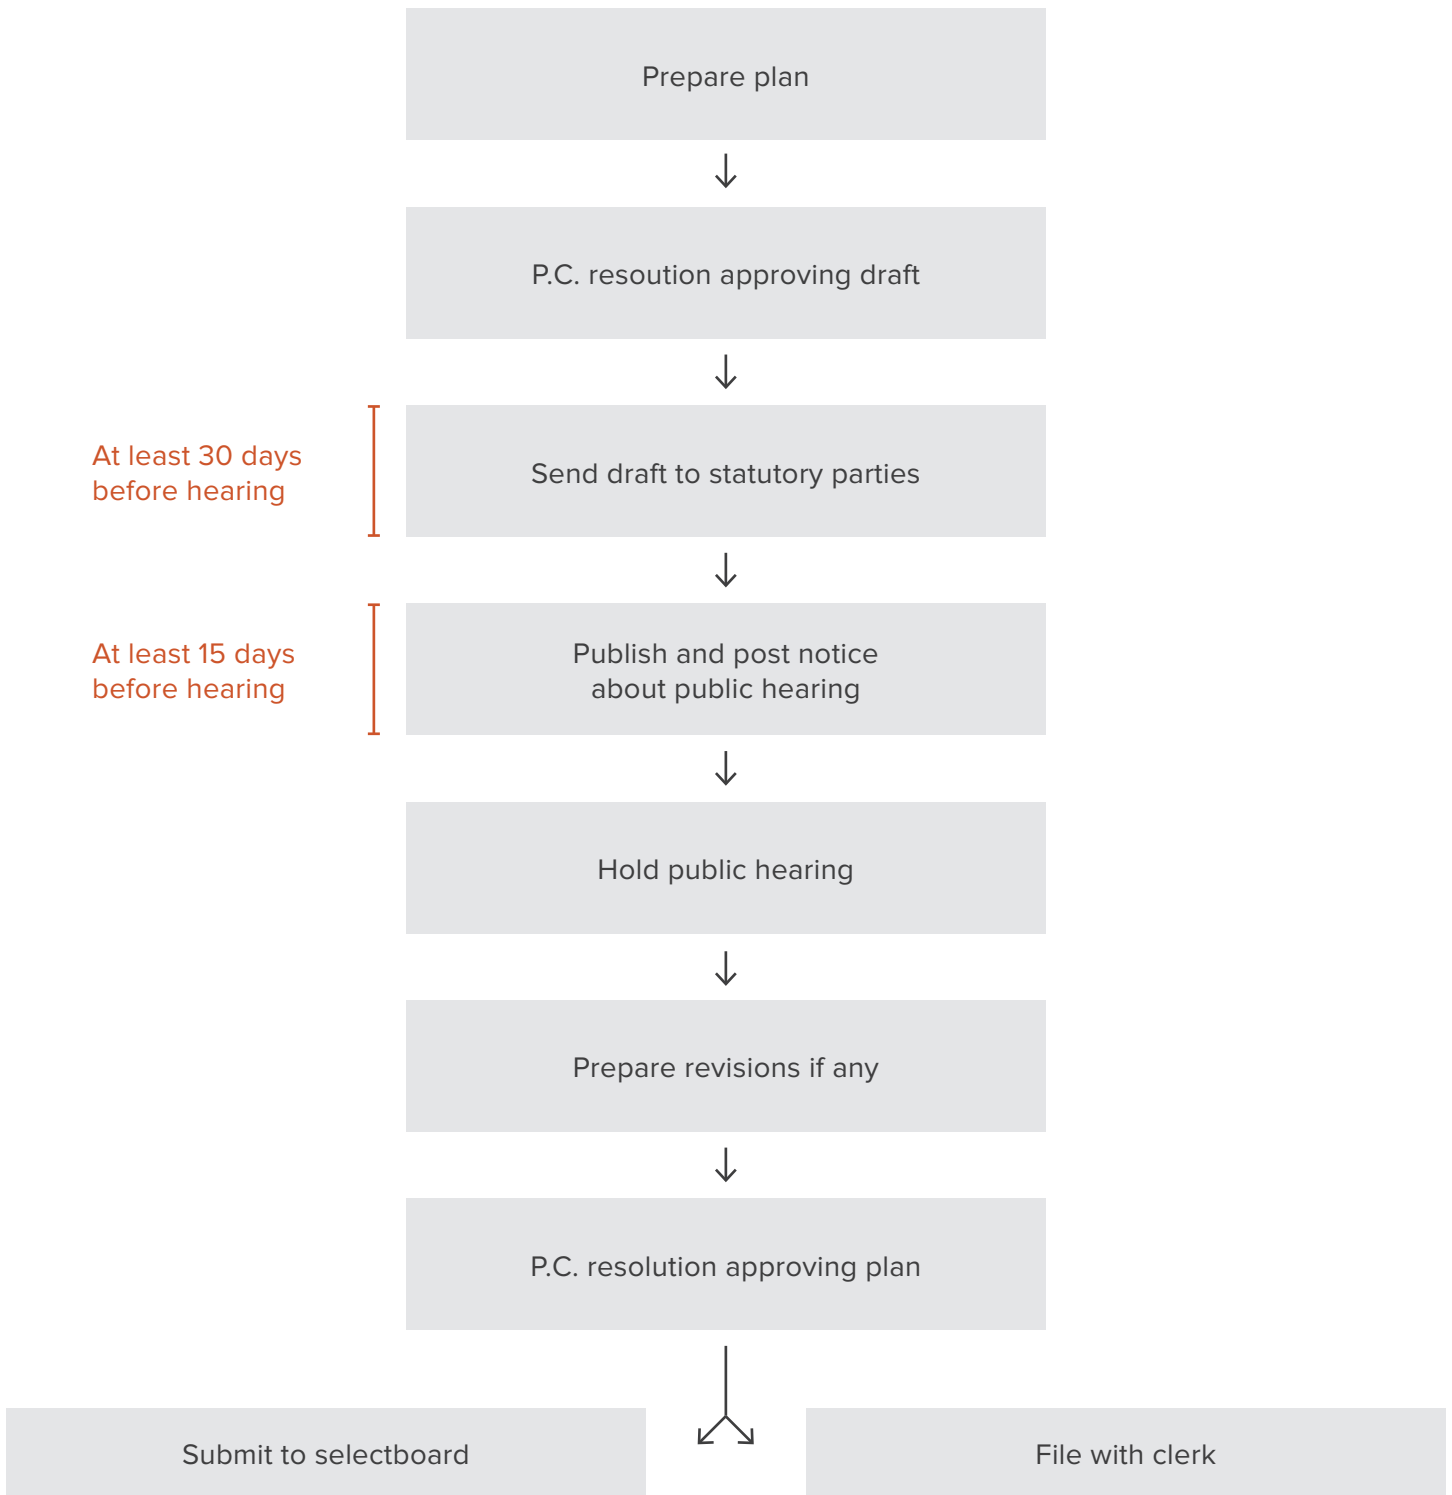 Prepare plan
P.C. resoution approving draft
At least 30 days
before hearing
Send draft to statutory parties
At least 15 days
before hearing
Publish and post notice
about public hearing
Hold public hearing
Prepare revisions if any
P.C. resolution approving plan
Submit to selectboard
File with clerk